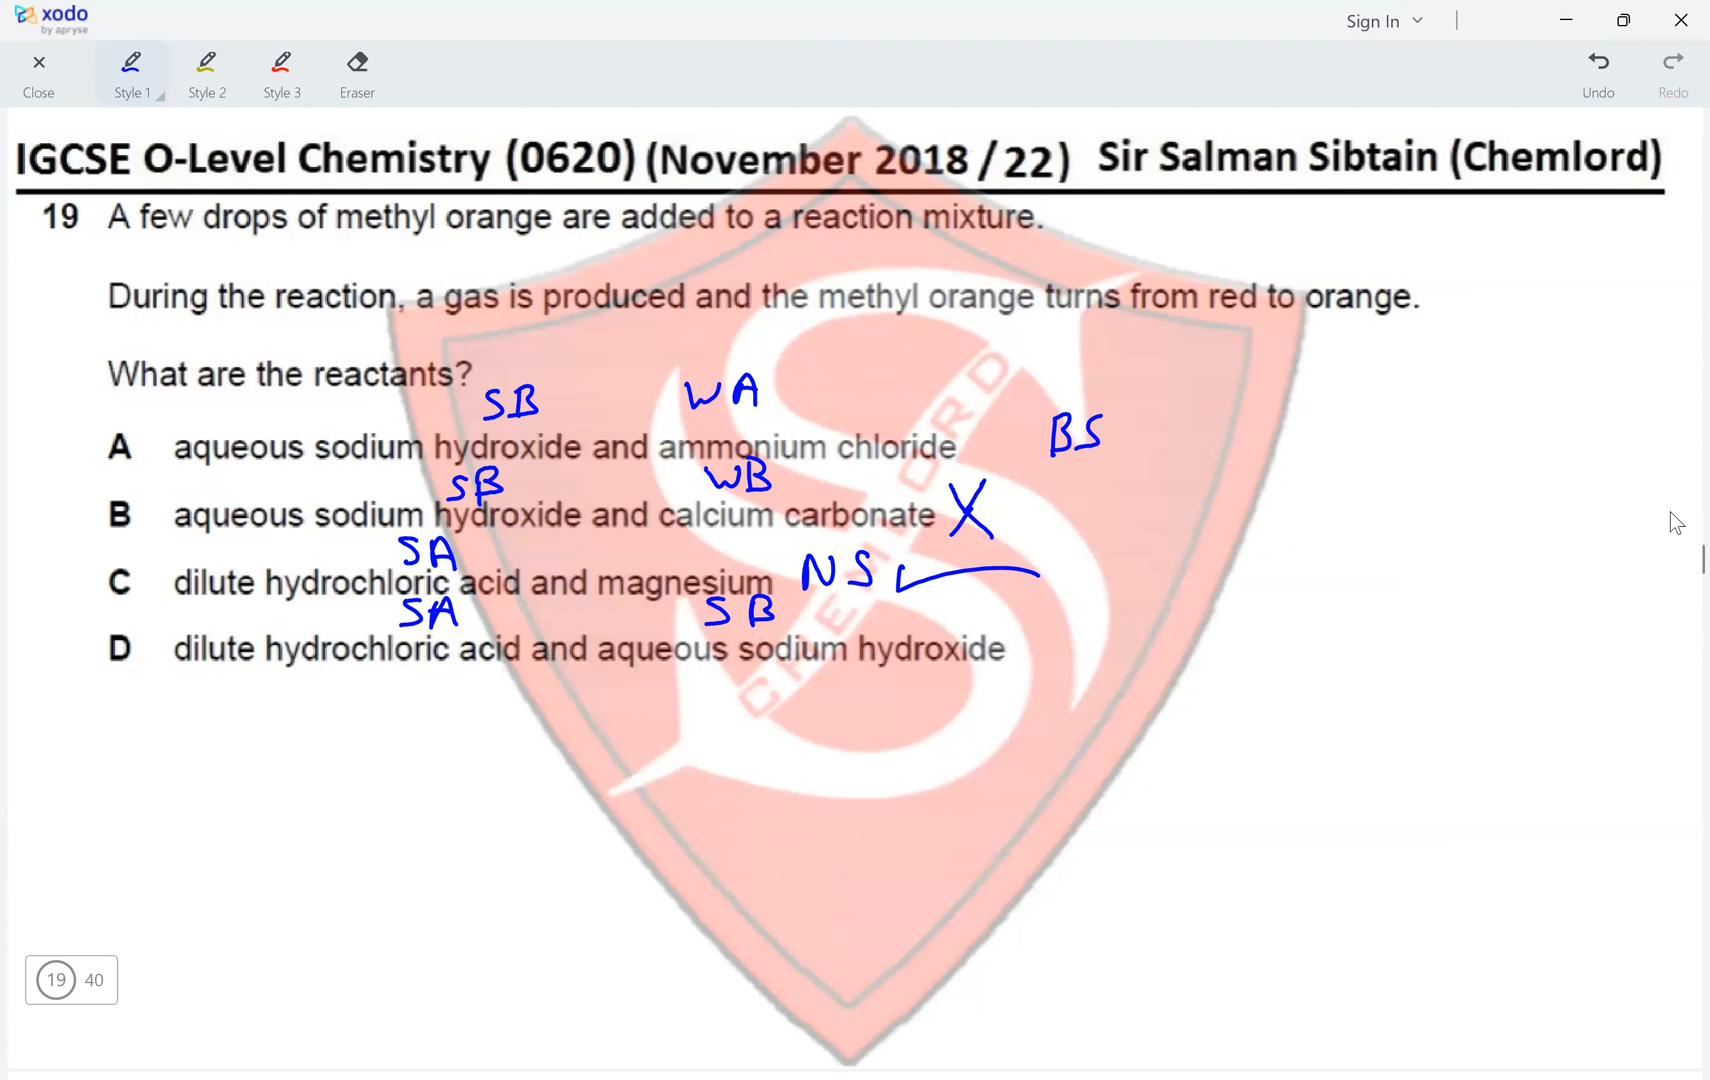 xodo
by apryse
Sign In
Close
Style 1
Style 2
Style 3
Eraser
Undo
Redo
IGCSE O-Level Chemistry (0620) (November 2018 / 22) Sir Salman Sibtain (Chemlord)
19 A few drops of methyl orange are added to a reaction mixture.
During the reaction, a gas is produced and the methyl orange turns from red to orange.
What are the reactants?
SB WA
A aqueous sodium hydroxide and ammonium chloride BS
SB WB
B aqueous sodium hydroxide and calcium carbonate X
SA
C dilute hydrochloric acid and magnesium NS
SA SB
D dilute hydrochloric acid and aqueous sodium hydroxide
CHEMLORD
19 40